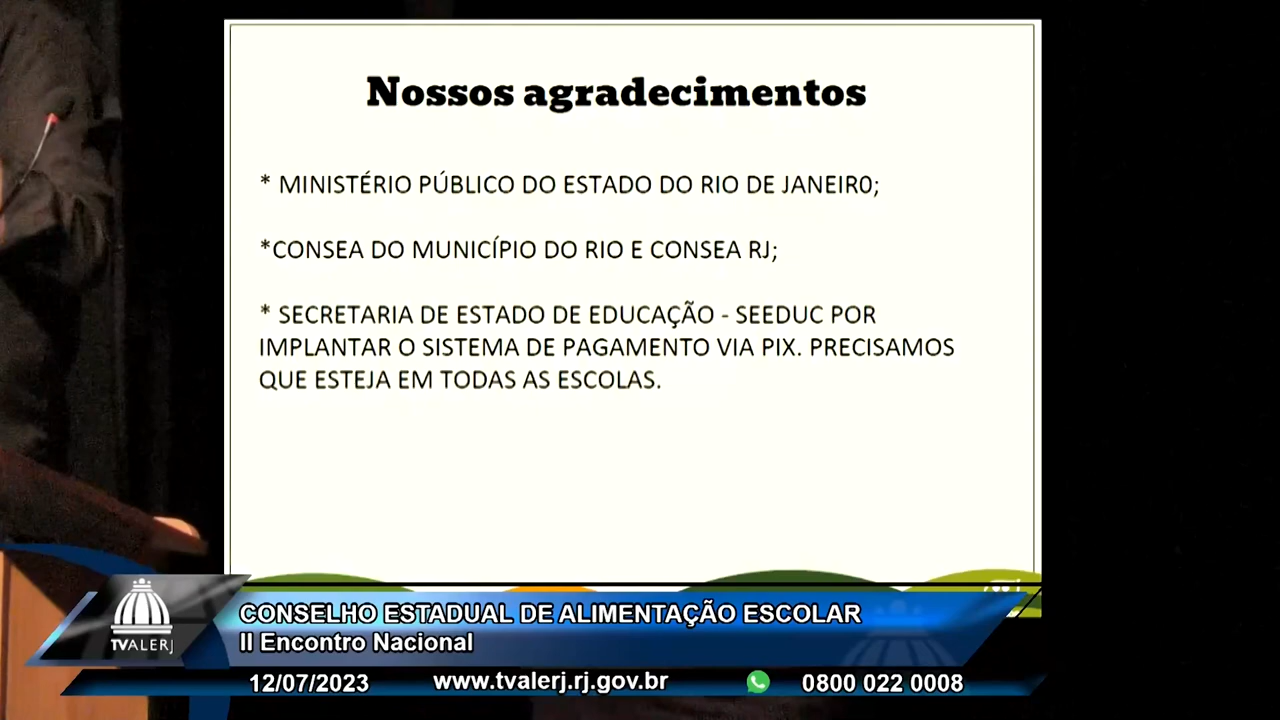 Nossos agradecimentos
* MINISTÉRIO PÚBLICO DO ESTADO DO RIO DE JANEIR0;
*CONSEA DO MUNICÍPIO DO RIO E CONSEA RJ;
* SECRETARIA DE ESTADO DE EDUCAÇÃO - SEEDUC POR
IMPLANTAR O SISTEMA DE PAGAMENTO VIA PIX. PRECISAMOS
QUE ESTEJA EM TODAS AS ESCOLAS.
CONSELHO ESTADUAL DE ALIMENTAÇÃO ESCOLAR
II Encontro Nacional
TVALERJ
12/07/2023 www.tvalerj.rj.gov.br 0800 022 0008